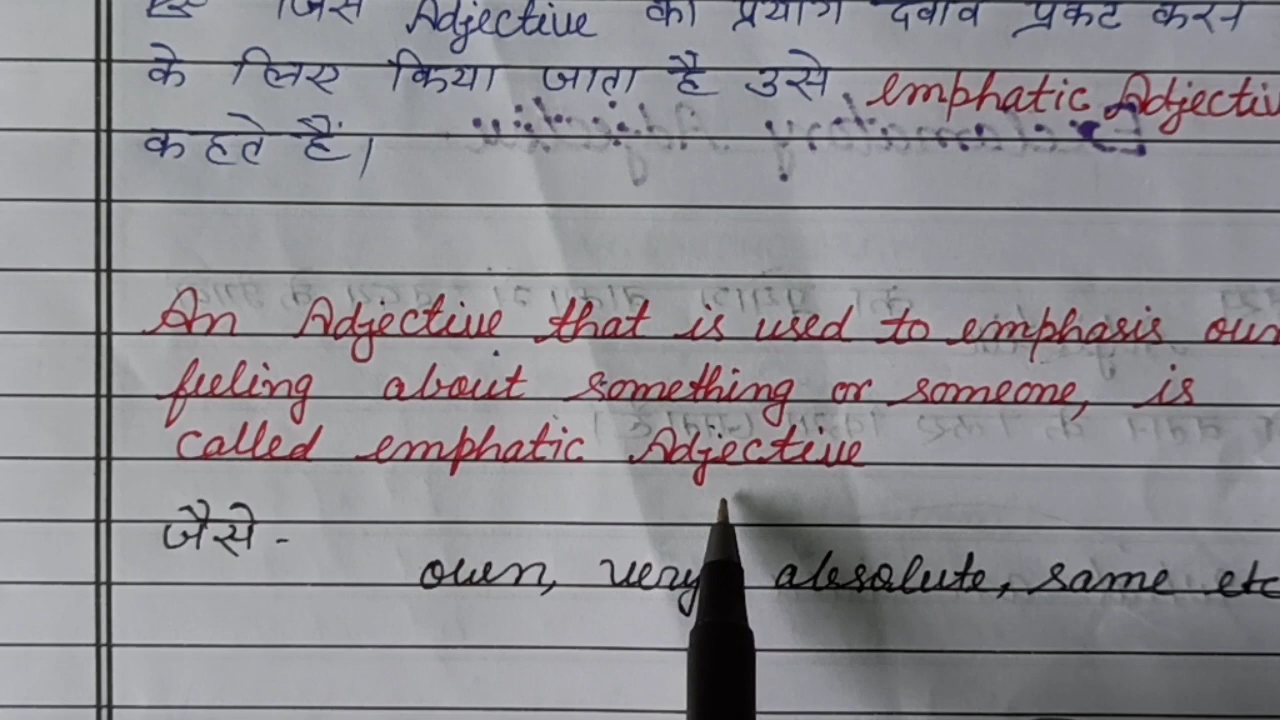 जिस Adjective का प्रयोग दबाव प्रकट करन
के लिए किया जाता है उसे emphatic Adjectiv
कहते हैं।
An Adjective that is used to emphasis our
feeling about something or someone, is
called emphatic Adjective
जैसे -
own, very absolute, same etc